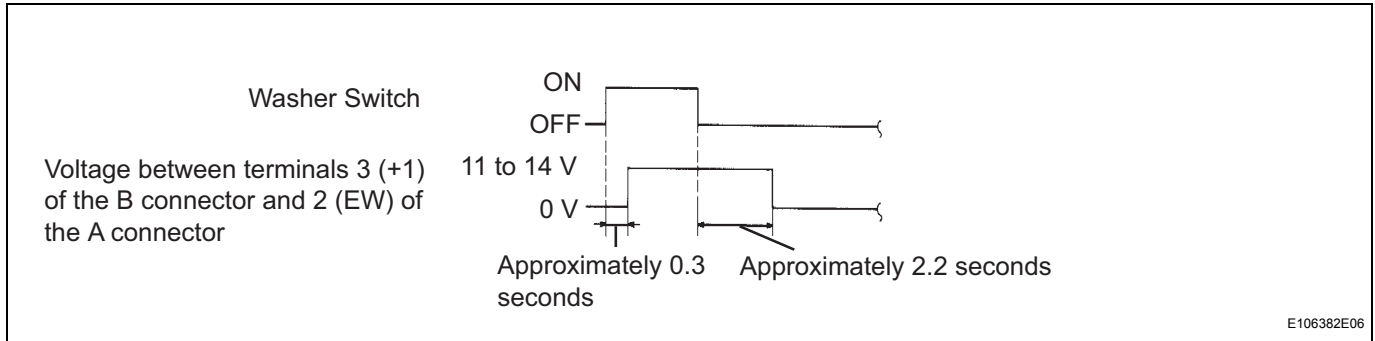 Washer Switch
ON
OFF
Voltage between terminals 3 (+1)
of the B connector and 2 (EW) of
the A connector
11 to 14 V
0 V
Approximately 0.3
seconds
Approximately 2.2 seconds
E106382E06